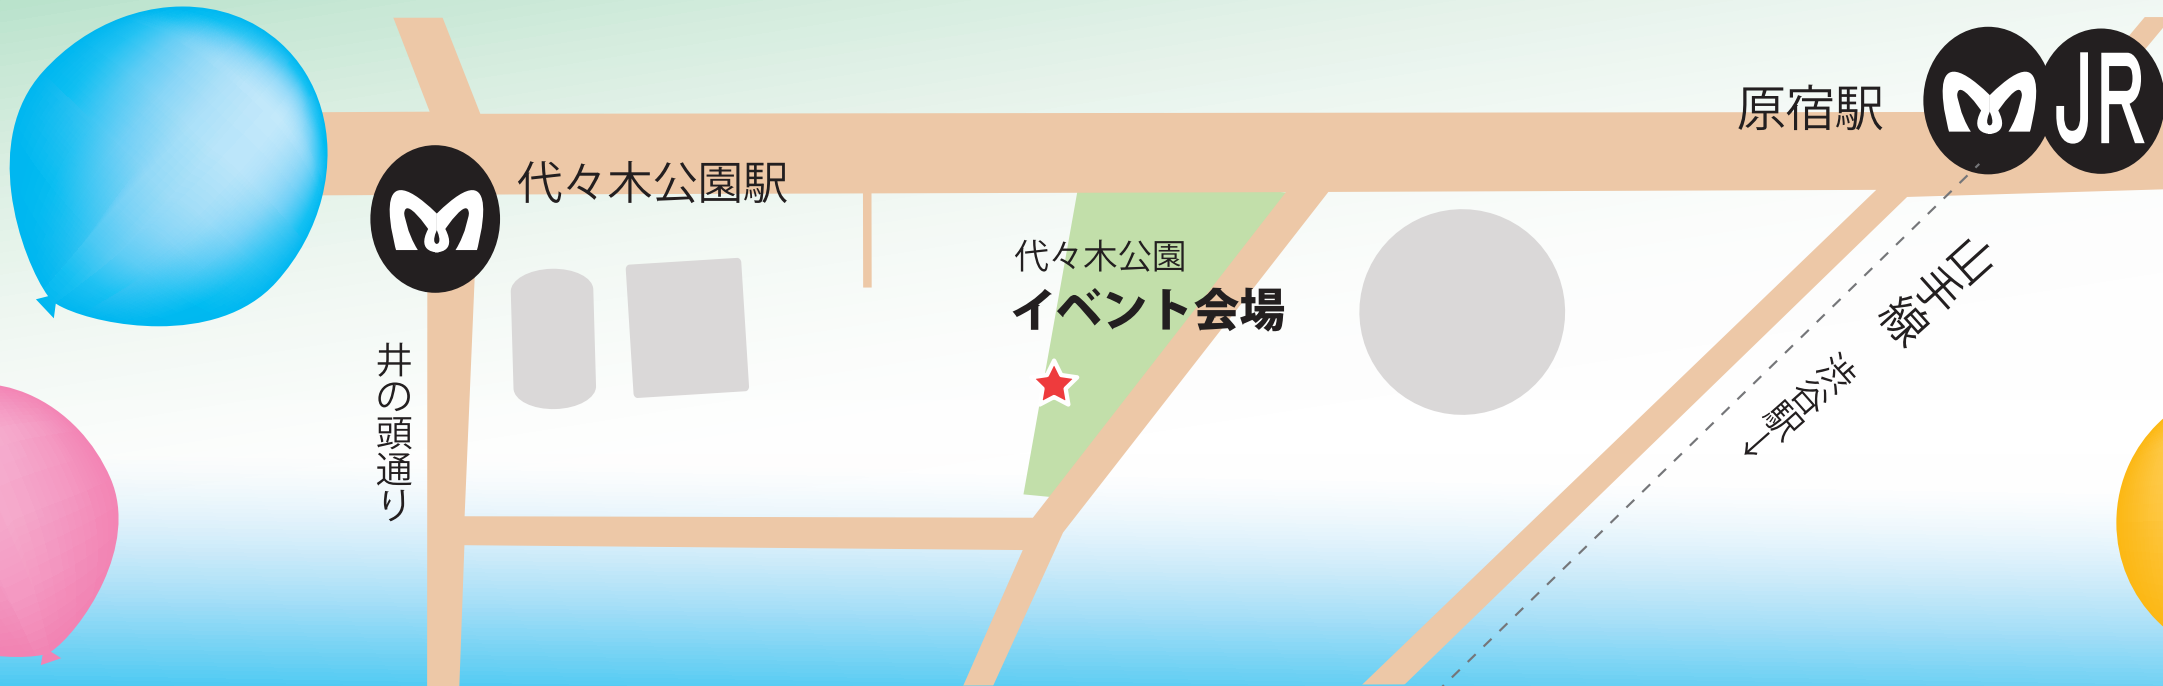 原宿駅
JR
代々木公園駅
代々木公園
イベント会場
山手線
渋谷駅
←
井の頭通り